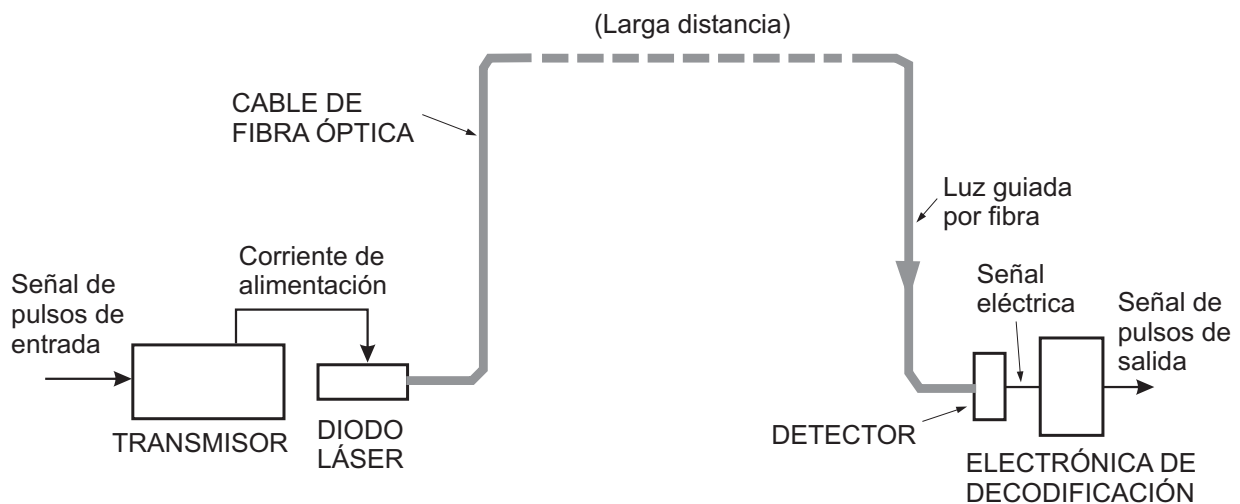 (Larga distancia)
CABLE DE
FIBRA ÓPTICA
Luz guiada
por fibra
Corriente de
alimentación
Señal de
pulsos de
entrada
Señal
eléctrica
Señal de
pulsos de
salida
TRANSMISOR
DIODO
LÁSER
DETECTOR
ELECTRÓNICA DE
DECODIFICACIÓN